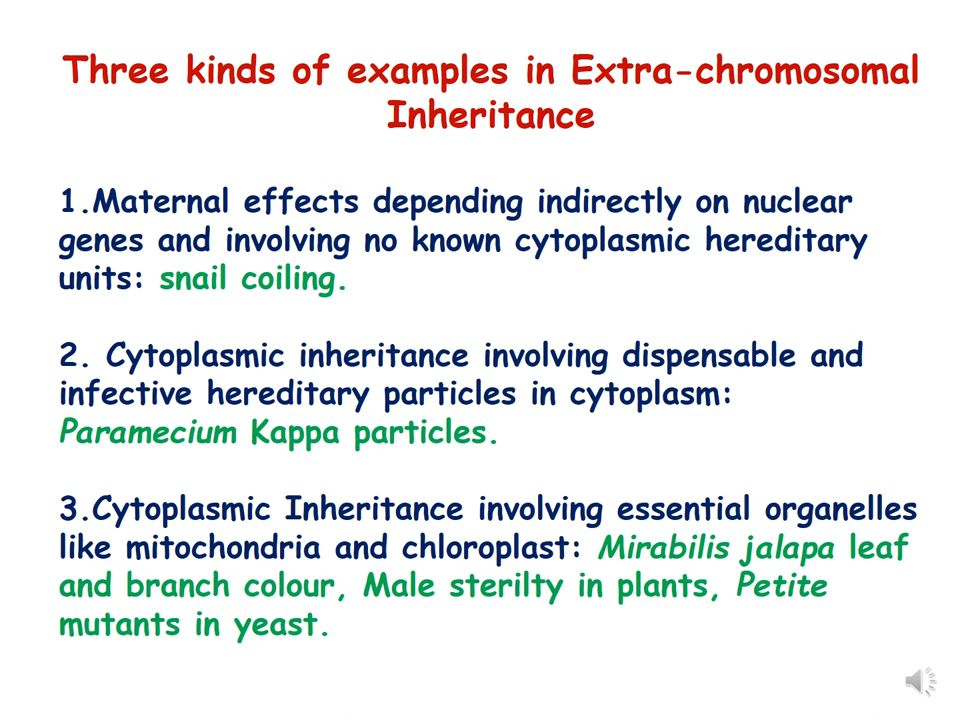 Three kinds of examples in Extra-chromosomal
Inheritance
1.Maternal effects depending indirectly on nuclear
genes and involving no known cytoplasmic hereditary
units: snail coiling.
2. Cytoplasmic inheritance involving dispensable and
infective hereditary particles in cytoplasm:
Paramecium Kappa particles.
3.Cytoplasmic Inheritance involving essential organelles
like mitochondria and chloroplast: Mirabilis jalapa leaf
and branch colour, Male sterilty in plants, Petite
mutants in yeast.